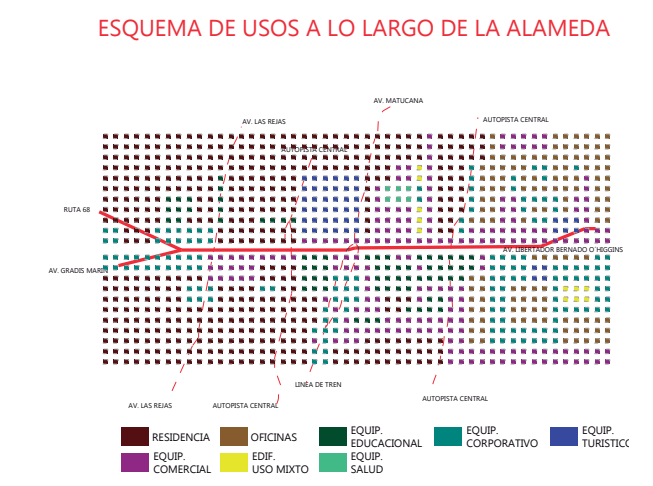 ESQUEMA DE USOS A LO LARGO DE LA ALAMEDA
AV. MATUCANA
AV. LAS REJAS
AUTOPISTA CENTRAL
AUTOPISTA CENTRAL
RUTA 68
AV. LIBERTADOR BERNADO O´HIGGINS
AV. GRADIS MARIN
LINEA DE TREN
AV. LAS REJAS
AUTOPISTA CENTRAL
AUTOPISTA CENTRAL
RESIDENCIA
OFICINAS
EQUIP.
EDUCACIONAL
EQUIP.
CORPORATIVO
EQUIP.
TURISTICO
EQUIP.
COMERCIAL
EDIF.
USO MIXTO
EQUIP.
SALUD